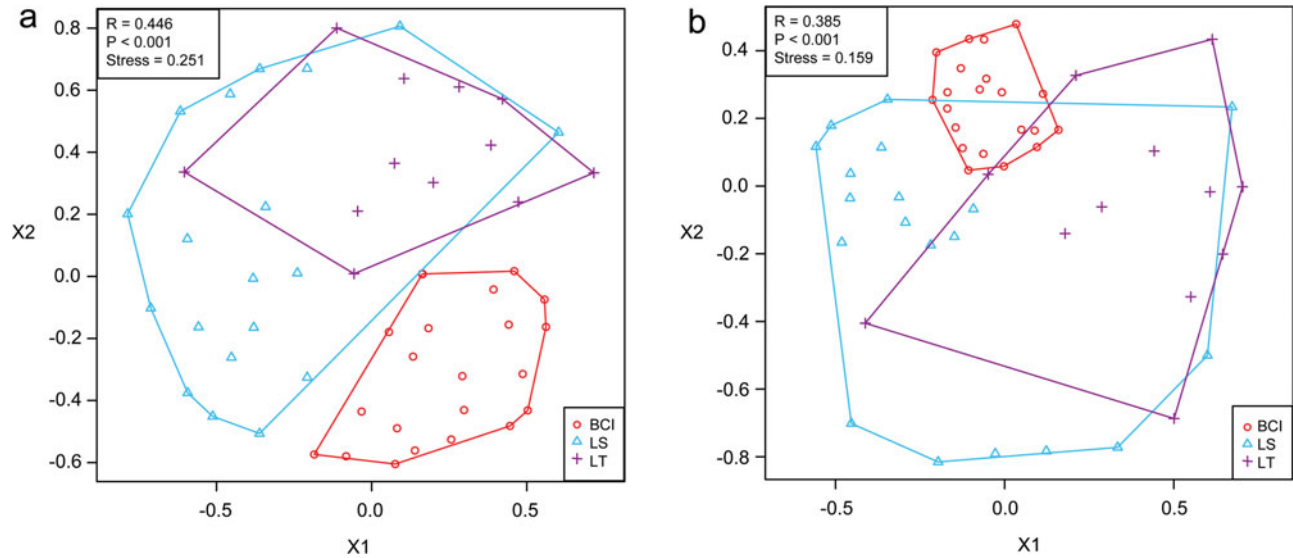 a
R = 0.446
P < 0.001
Stress = 0.251
0.8
0.6
0.4
0.2
0.0
-0.2
-0.4
-0.6
X2
-0.5
0.0
0.5
X1
BCI
LS
LT
b
R = 0.385
P < 0.001
Stress = 0.159
0.4
0.2
0.0
-0.2
-0.4
-0.6
-0.8
X2
-0.5
0.0
0.5
X1
BCI
LS
LT